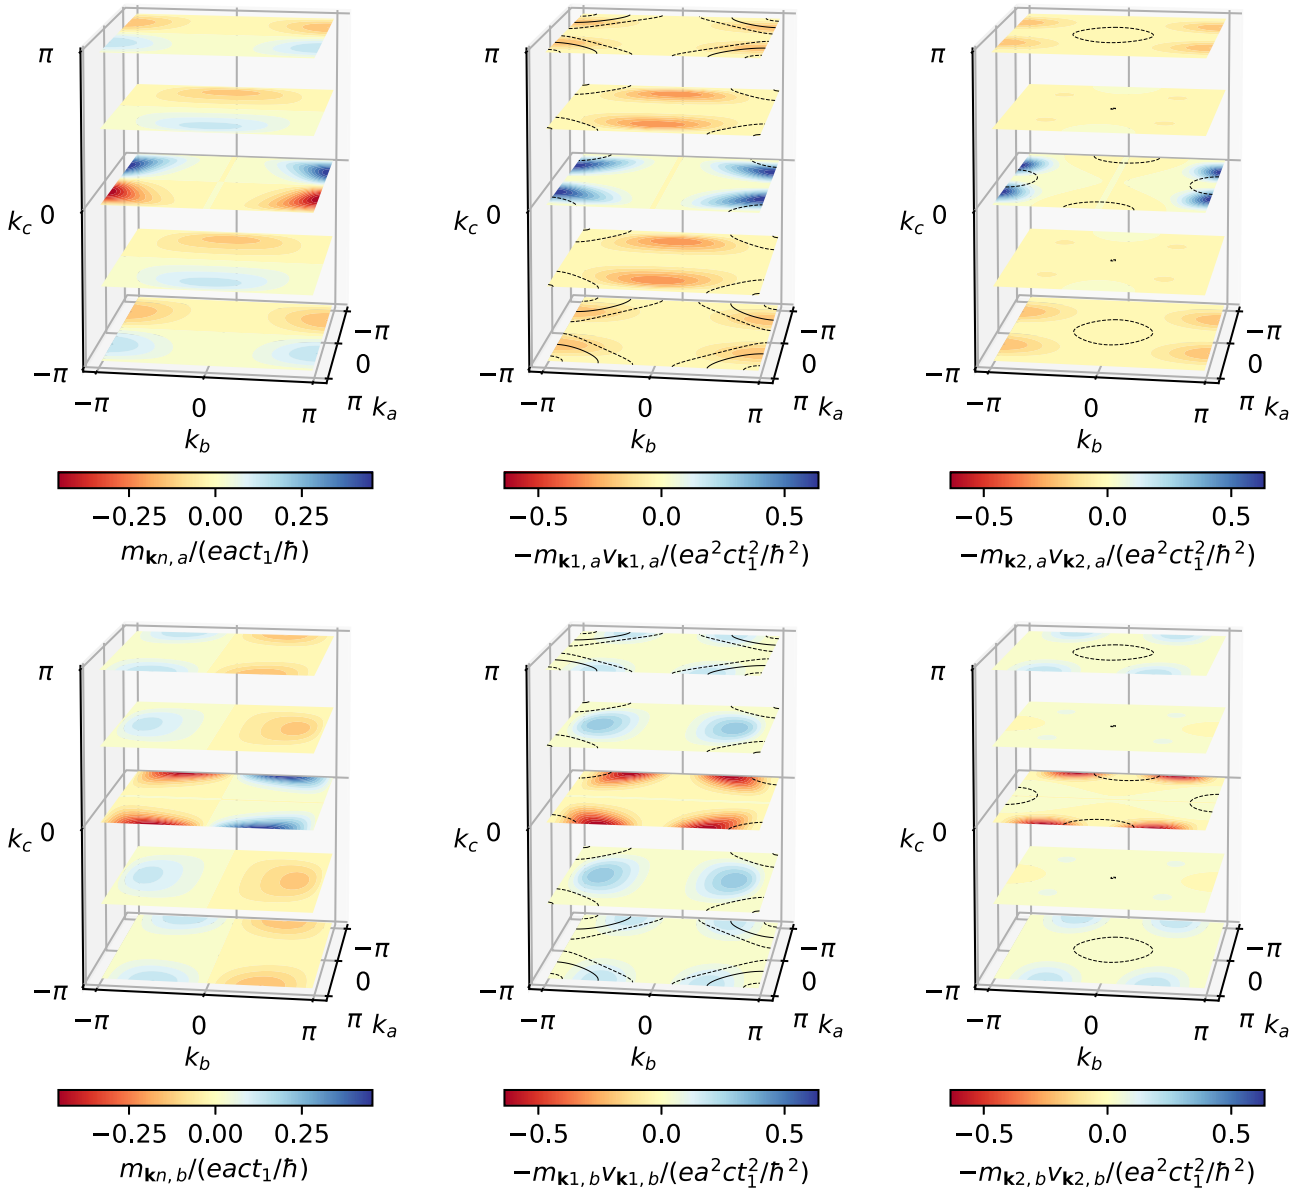 π π π
k_c 0 k_c 0 k_c 0
−π −π −π
−π 0 π −π 0 π −π 0 π
−π 0 π k_a −π 0 π k_a −π 0 π k_a
k_b k_b k_b
−0.25 0.00 0.25 −0.5 0.0 0.5 −0.5 0.0 0.5
m_{kn, a}/(eact_1/ħ) −m_{k1, a}v_{k1, a}/(ea^2ct_1^2/ħ^2) −m_{k2, a}v_{k2, a}/(ea^2ct_1^2/ħ^2)
π π π
k_c 0 k_c 0 k_c 0
−π −π −π
−π 0 π −π 0 π −π 0 π
−π 0 π k_a −π 0 π k_a −π 0 π k_a
k_b k_b k_b
−0.25 0.00 0.25 −0.5 0.0 0.5 −0.5 0.0 0.5
m_{kn, b}/(eact_1/ħ) −m_{k1, b}v_{k1, b}/(ea^2ct_1^2/ħ^2) −m_{k2, b}v_{k2, b}/(ea^2ct_1^2/ħ^2)